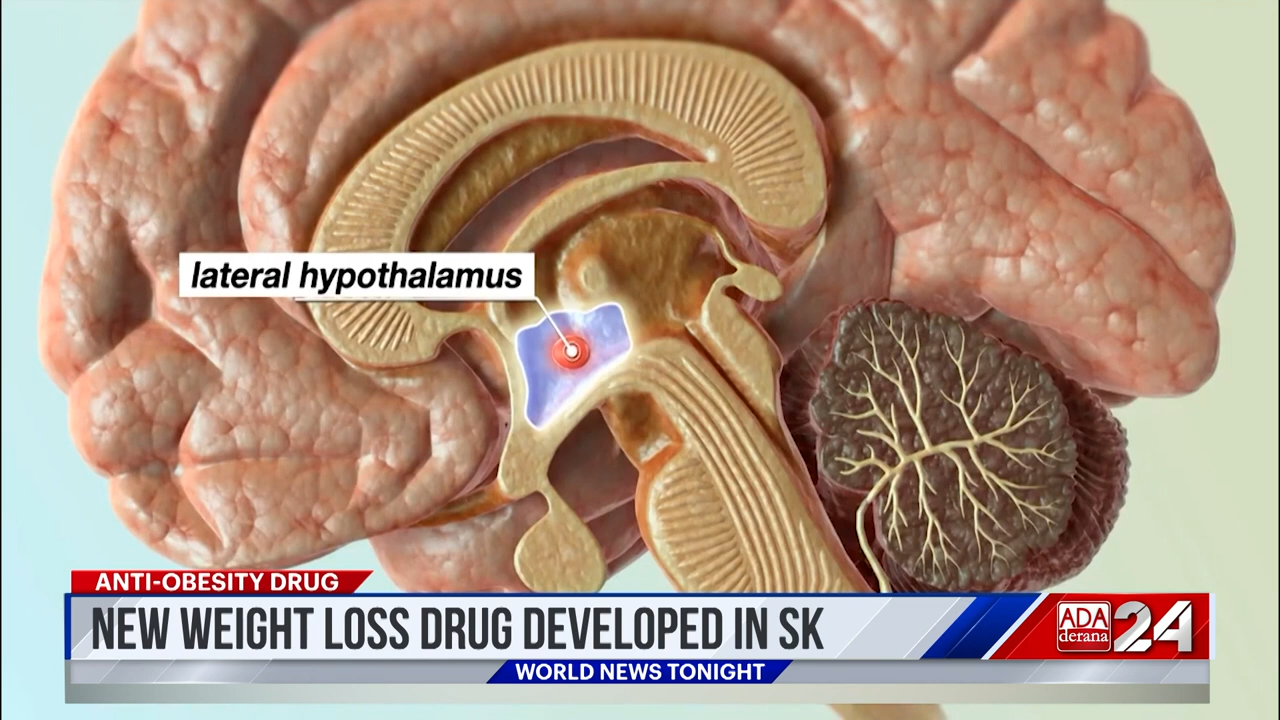 lateral hypothalamus
ANTI-OBESITY DRUG
NEW WEIGHT LOSS DRUG DEVELOPED IN SK
ADA
derana
24
WORLD NEWS TONIGHT